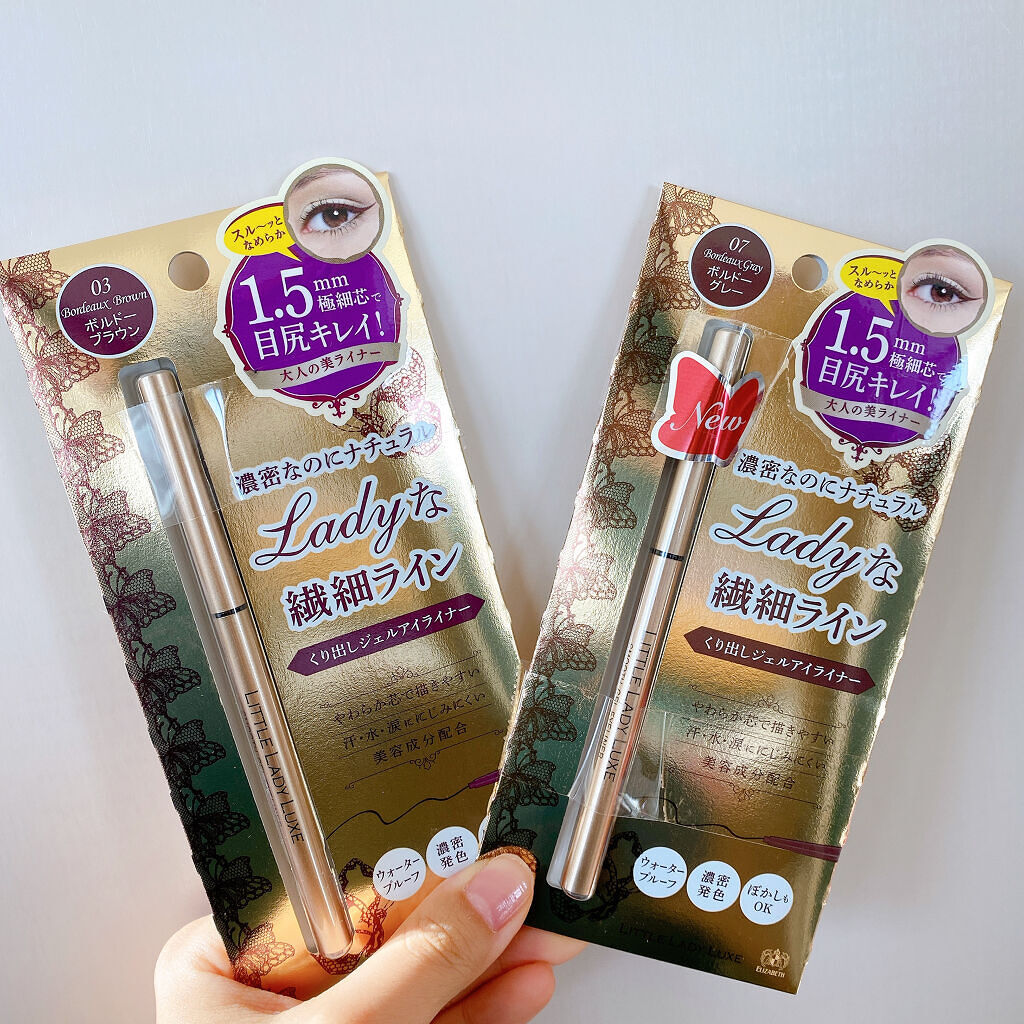 03
Bordeaux Brown
ボルドー
ブラウン
スル〜ッと
なめらか
1.5mm
極細芯で
目尻キレイ!
大人の美ライナー
濃密なのにナチュラル
Ladyな
繊細ライン
くり出しジェルアイライナー
やわらか芯で描きやすい
汗・水・涙ににじみにくい
美容成分配合
LITTLE LADY LUXE
ウォーター
プルーフ
濃密
発色
07
Bordeaux Gray
ボルドー
グレー
スル〜ッと
なめらか
1.5mm
極細芯で
目尻キレイ!
大人の美ライナー
New
濃密なのにナチュラル
Ladyな
繊細ライン
くり出しジェルアイライナー
やわらか芯で描きやすい
汗・水・涙ににじみにくい
美容成分配合
LITTLE LADY LUXE
ウォーター
プルーフ
濃密
発色
ぼかしも
OK
LITTLE LADY LUXE
ELIZABETH